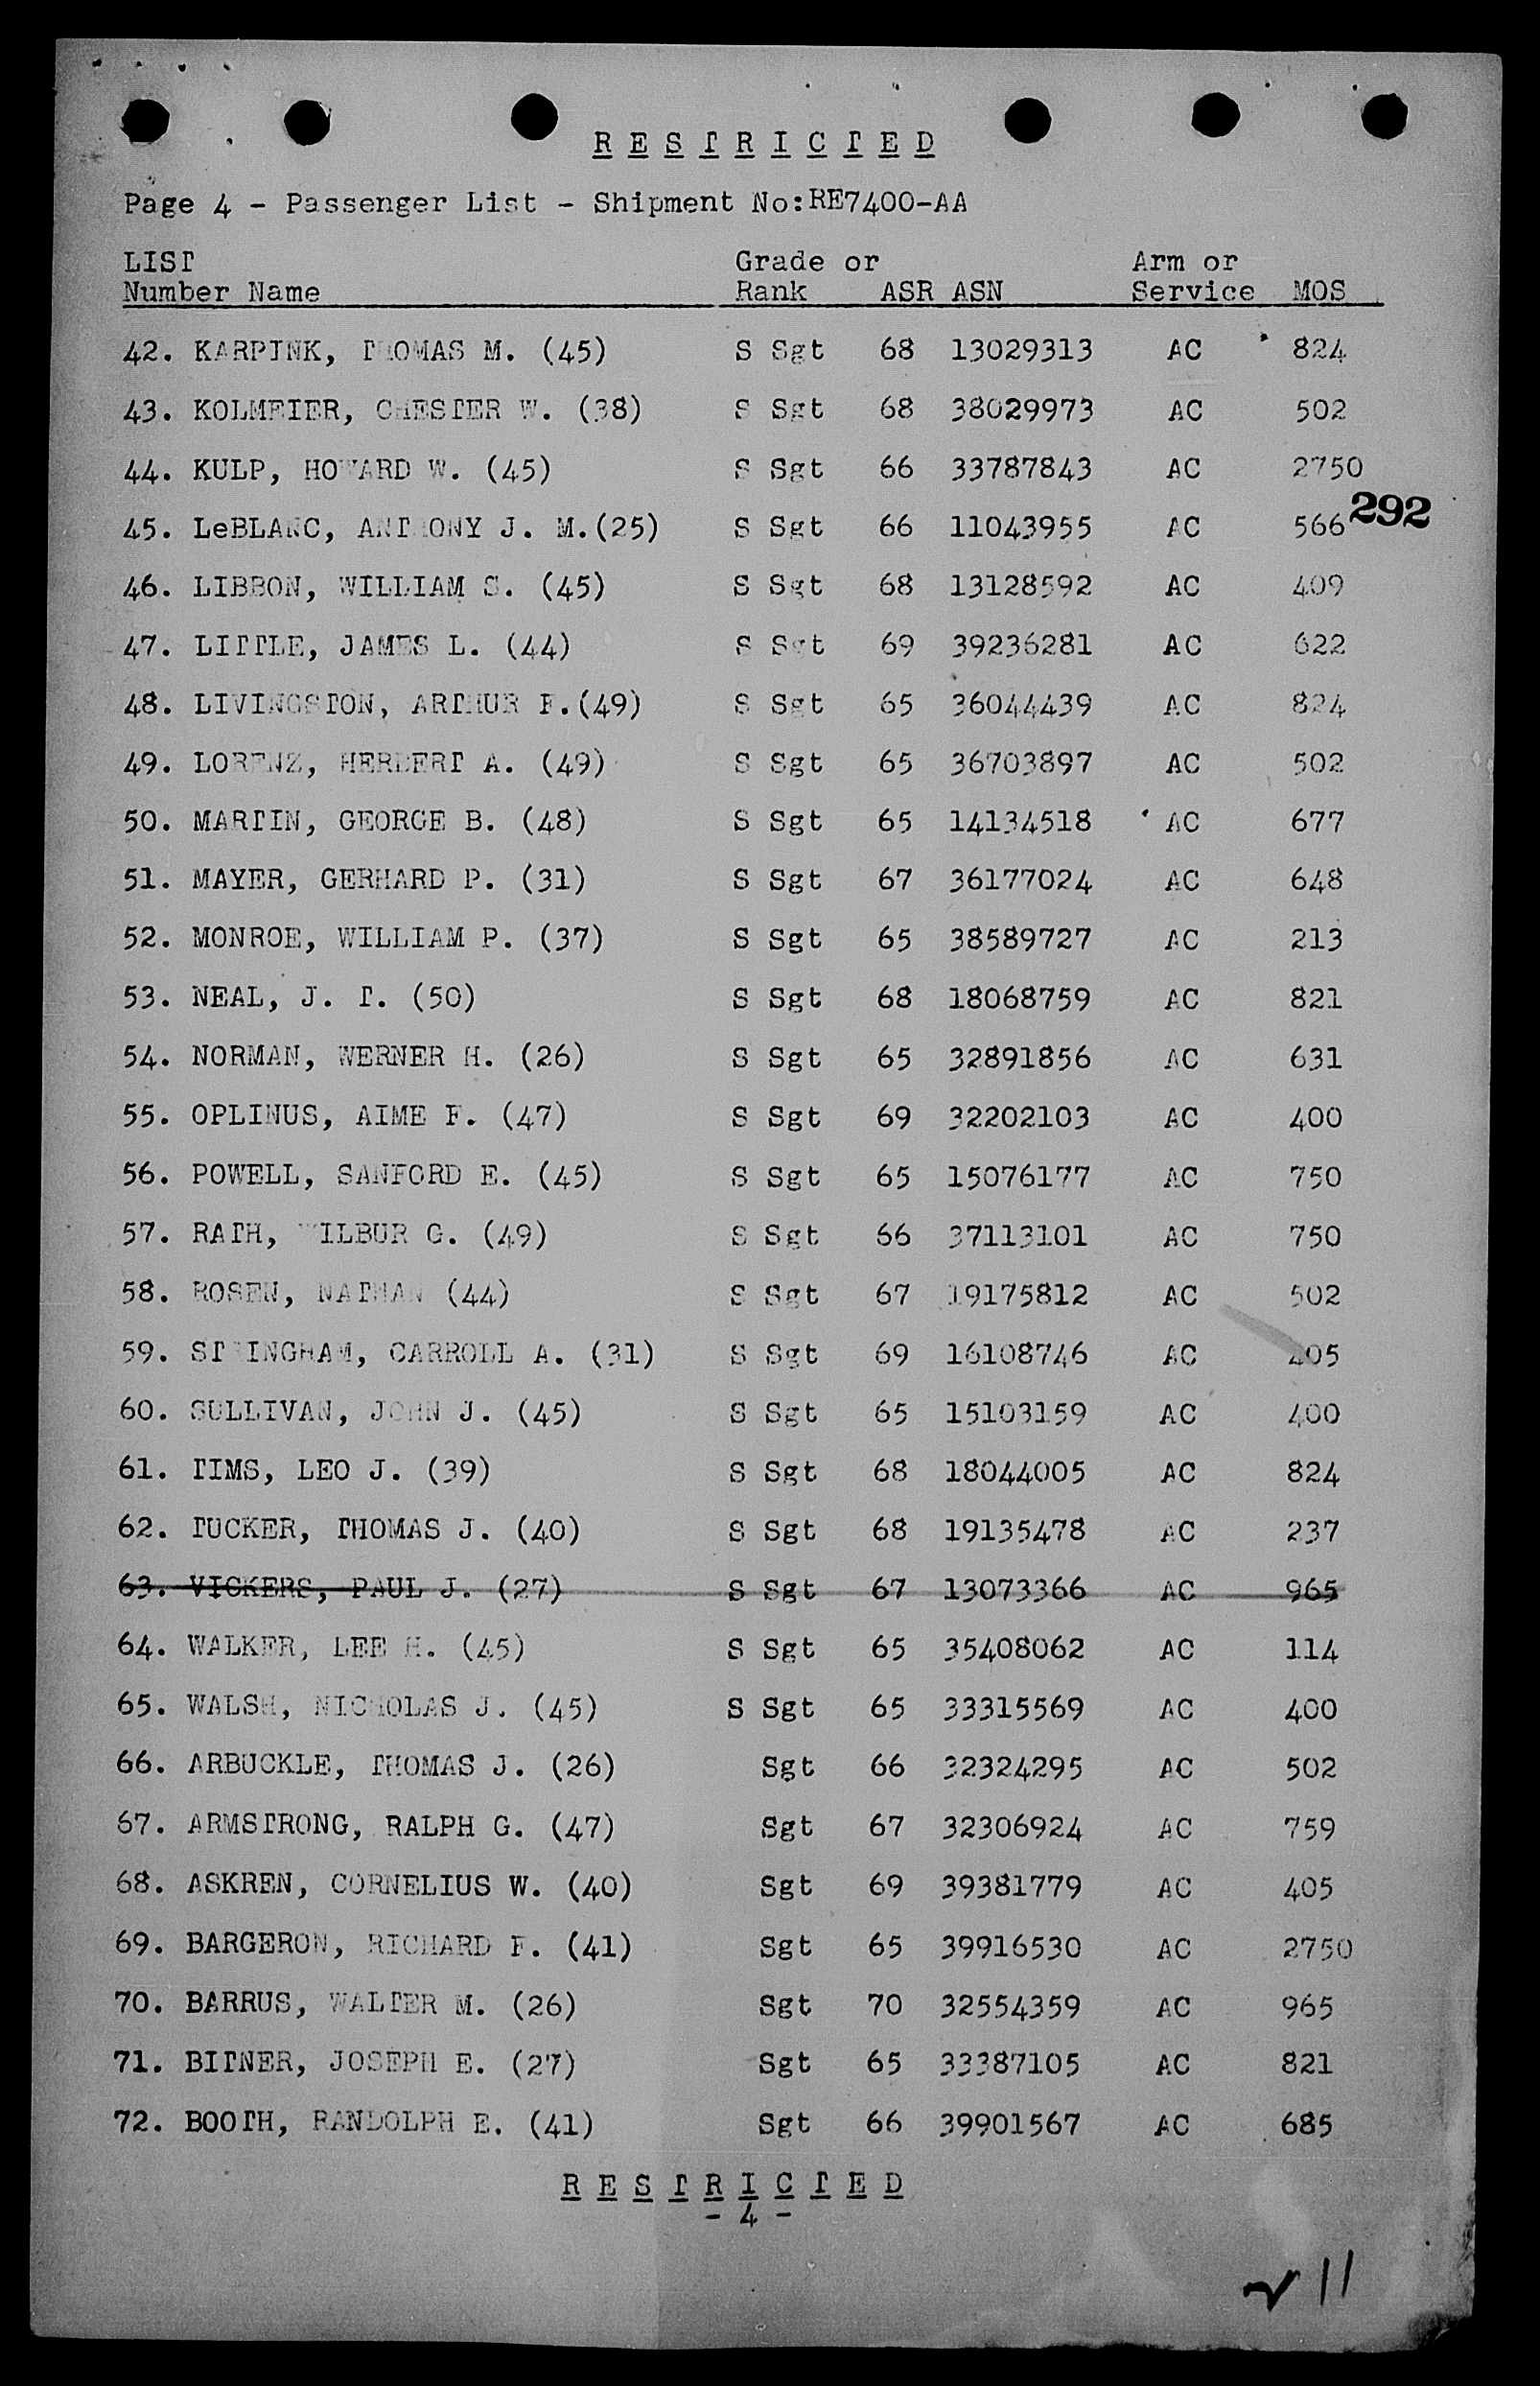 RESTRICTED
Page 4 - Passenger List - Shipment No:RE7400-AA
LIST Grade or Arm or
Number Name Rank ASR ASN Service MOS
42. KARPINK, THOMAS M. (45) S Sgt 68 13029313 AC 824
43. KOLMEIER, CHESTER W. (38) S Sgt 68 38029973 AC 502
44. KULP, HOWARD W. (45) S Sgt 66 33787843 AC 2750
292
45. LeBLANC, ANTHONY J. M.(25) S Sgt 66 11043955 AC 566
46. LIBBON, WILLIAM S. (45) S Sgt 68 13128592 AC 409
47. LITTLE, JAMES L. (44) S Sgt 69 39236281 AC 622
48. LIVINGSTON, ARTHUR F.(49) S Sgt 65 36044439 AC 824
49. LORENZ, HERBERT A. (49) S Sgt 65 36703897 AC 502
50. MARTIN, GEORGE B. (48) S Sgt 65 14134518 AC 677
51. MAYER, GERHARD P. (31) S Sgt 67 36177024 AC 648
52. MONROE, WILLIAM P. (37) S Sgt 65 38589727 AC 213
53. NEAL, J. T. (50) S Sgt 68 18068759 AC 821
54. NORMAN, WERNER H. (26) S Sgt 65 32891856 AC 631
55. OPLINUS, AIME F. (47) S Sgt 69 32202103 AC 400
56. POWELL, SANFORD E. (45) S Sgt 65 15076177 AC 750
57. RATH, WILBUR G. (49) S Sgt 66 37113101 AC 750
58. ROSEN, NATHAN (44) S Sgt 67 19175812 AC 502
59. STRINGHAM, CARROLL A. (31) S Sgt 69 16108746 AC 405
60. SULLIVAN, JOHN J. (45) S Sgt 65 15103159 AC 400
61. TIMS, LEO J. (39) S Sgt 68 18044005 AC 824
62. TUCKER, THOMAS J. (40) S Sgt 68 19135478 AC 237
63. VICKERS, PAUL J. (27) S Sgt 67 13073366 AC 965
64. WALKER, LEE H. (45) S Sgt 65 35408062 AC 114
65. WALSH, NICHOLAS J. (45) S Sgt 65 33315569 AC 400
66. ARBUCKLE, THOMAS J. (26) Sgt 66 32324295 AC 502
67. ARMSTRONG, RALPH G. (47) Sgt 67 32306924 AC 759
68. ASKREN, CORNELIUS W. (40) Sgt 69 39381779 AC 405
69. BARGERON, RICHARD F. (41) Sgt 65 39916530 AC 2750
70. BARRUS, WALTER M. (26) Sgt 70 32554359 AC 965
71. BITNER, JOSEPH E. (27) Sgt 65 33387105 AC 821
72. BOOTH, RANDOLPH E. (41) Sgt 66 39901567 AC 685
RESTRICTED
- 4 -
11